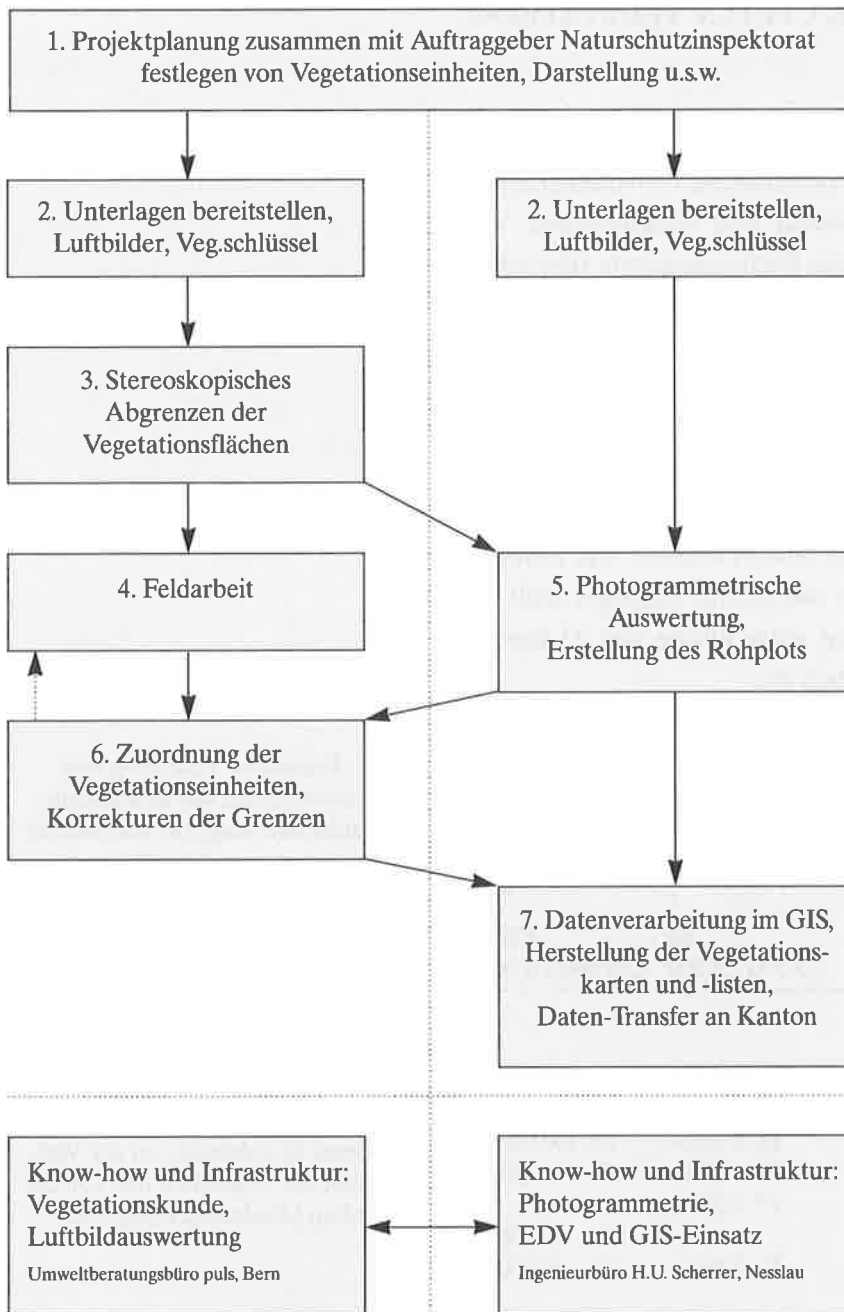 1. Projektplanung zusammen mit Auftraggeber Naturschutzinspektorat
festlegen von Vegetationseinheiten, Darstellung u.s.w.
2. Unterlagen bereitstellen,
Luftbilder, Veg.schlüssel
2. Unterlagen bereitstellen,
Luftbilder, Veg.schlüssel
3. Stereoskopisches
Abgrenzen der
Vegetationsflächen
4. Feldarbeit
5. Photogrammetrische
Auswertung,
Erstellung des Rohplots
6. Zuordnung der
Vegetationseinheiten,
Korrekturen der Grenzen
7. Datenverarbeitung im GIS,
Herstellung der Vegetations-
karten und -listen,
Daten-Transfer an Kanton
Know-how und Infrastruktur:
Vegetationskunde,
Luftbildauswertung
Umweltberatungsbüro puls, Bern
Know-how und Infrastruktur:
Photogrammetrie,
EDV und GIS-Einsatz
Ingenieurbüro H.U. Scherrer, Nesslau